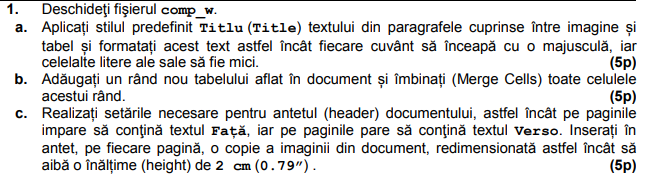 1. Deschideţi fişierul comp_w.
a. Aplicați stilul predefinit Titlu (Title) textului din paragrafele cuprinse între imagine și
tabel și formatați acest text astfel încât fiecare cuvânt să înceapă cu o majusculă, iar
celelalte litere ale sale să fie mici. (5p)
b. Adăugați un rând nou tabelului aflat în document și îmbinați (Merge Cells) toate celulele
acestui rând. (5p)
c. Realizați setările necesare pentru antetul (header) documentului, astfel încât pe paginile
impare să conţină textul Faţă, iar pe paginile pare să conţină textul Verso. Inserați în
antet, pe fiecare pagină, o copie a imaginii din document, redimensionată astfel încât să
aibă o înălțime (height) de 2 cm (0.79″). (5p)